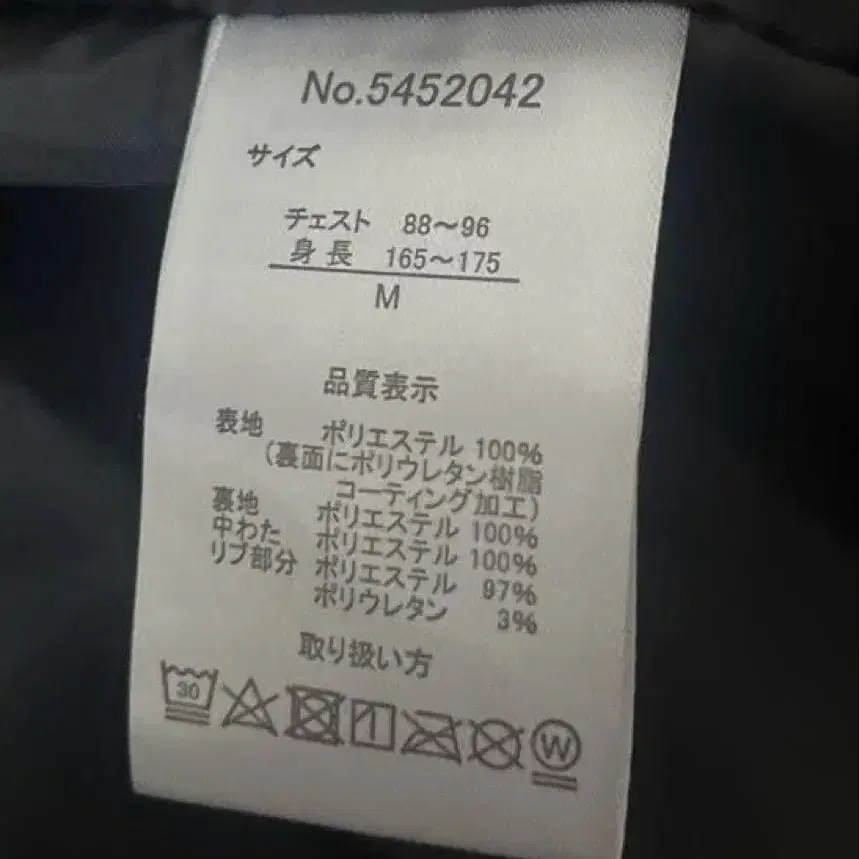 No.5452042
サイズ
チェスト 88～96
身長 165～175
M
品質表示
表地 ポリエステル 100%
(裏面にポリウレタン樹脂
コーティング加工)
裏地 ポリエステル 100%
中わた ポリエステル 100%
リブ部分 ポリエステル 97%
ポリウレタン 3%
取り扱い方
30 W